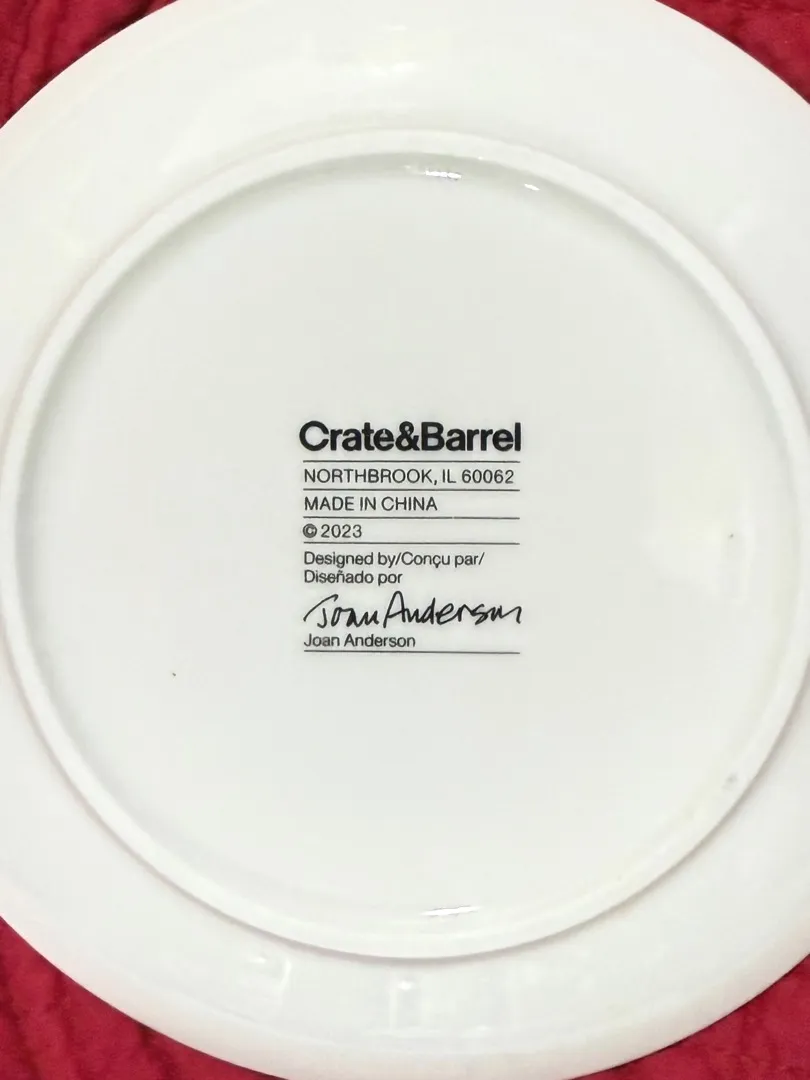 Crate&Barrel
NORTHBROOK, IL 60062
MADE IN CHINA
© 2023
Designed by/Conçu par/
Diseñado por
Joan Anderson
Joan Anderson